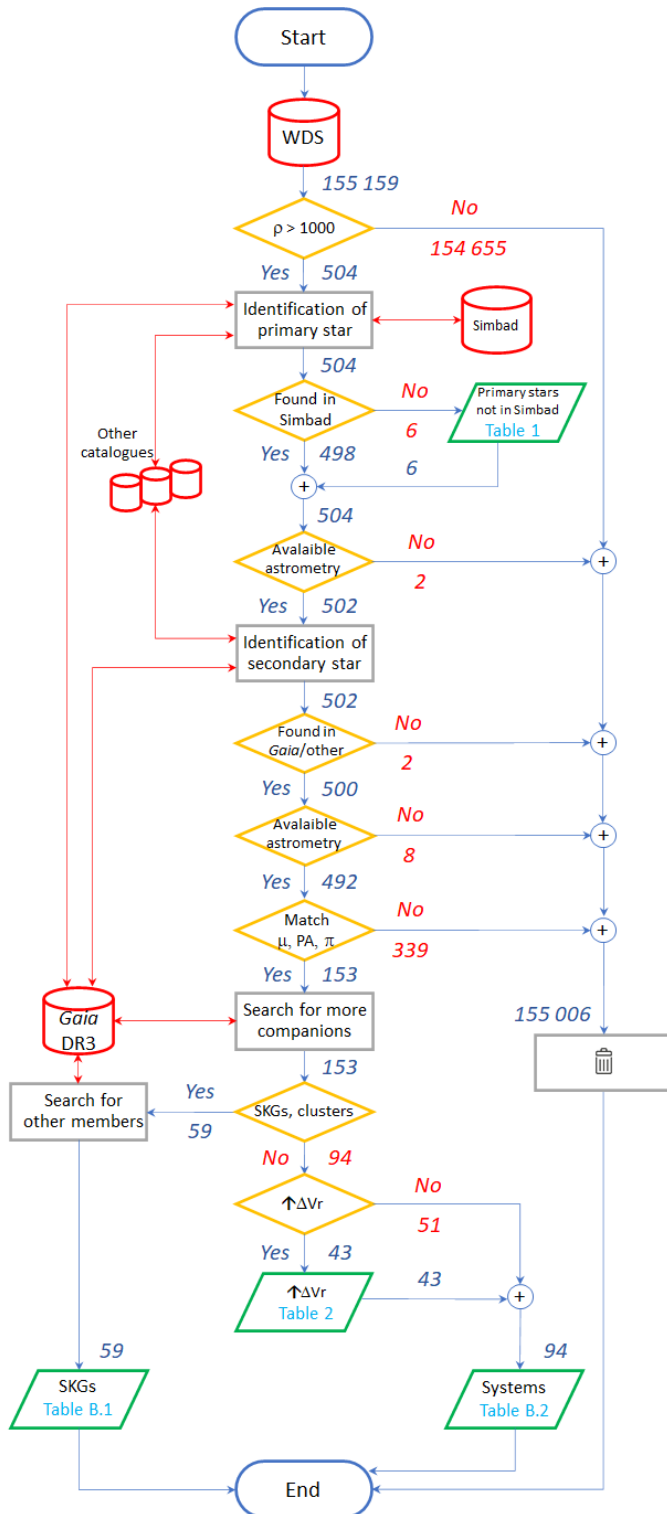 Start
WDS
155 159
ρ > 1000
No
154 655
Yes 504
Identification of
primary star
Simbad
504
Found in
Simbad
No
6
Primary stars
not in Simbad
Table 1
Other
catalogues
Yes 498
6
+
504
Avalaible
astrometry
No
2
+
Yes 502
Identification of
secondary star
502
Found in
Gaia/other
No
2
+
Yes 500
Avalaible
astrometry
No
8
+
Yes 492
Match
μ, PA, π
No
339
+
Yes 153
Gaia
DR3
Search for more
companions
155 006
153
Search for
other members
Yes
59
SKGs, clusters
No 94
↑ΔVr
No
51
Yes 43
↑ΔVr
Table 2
43
+
59
94
SKGs
Table B.1
Systems
Table B.2
End